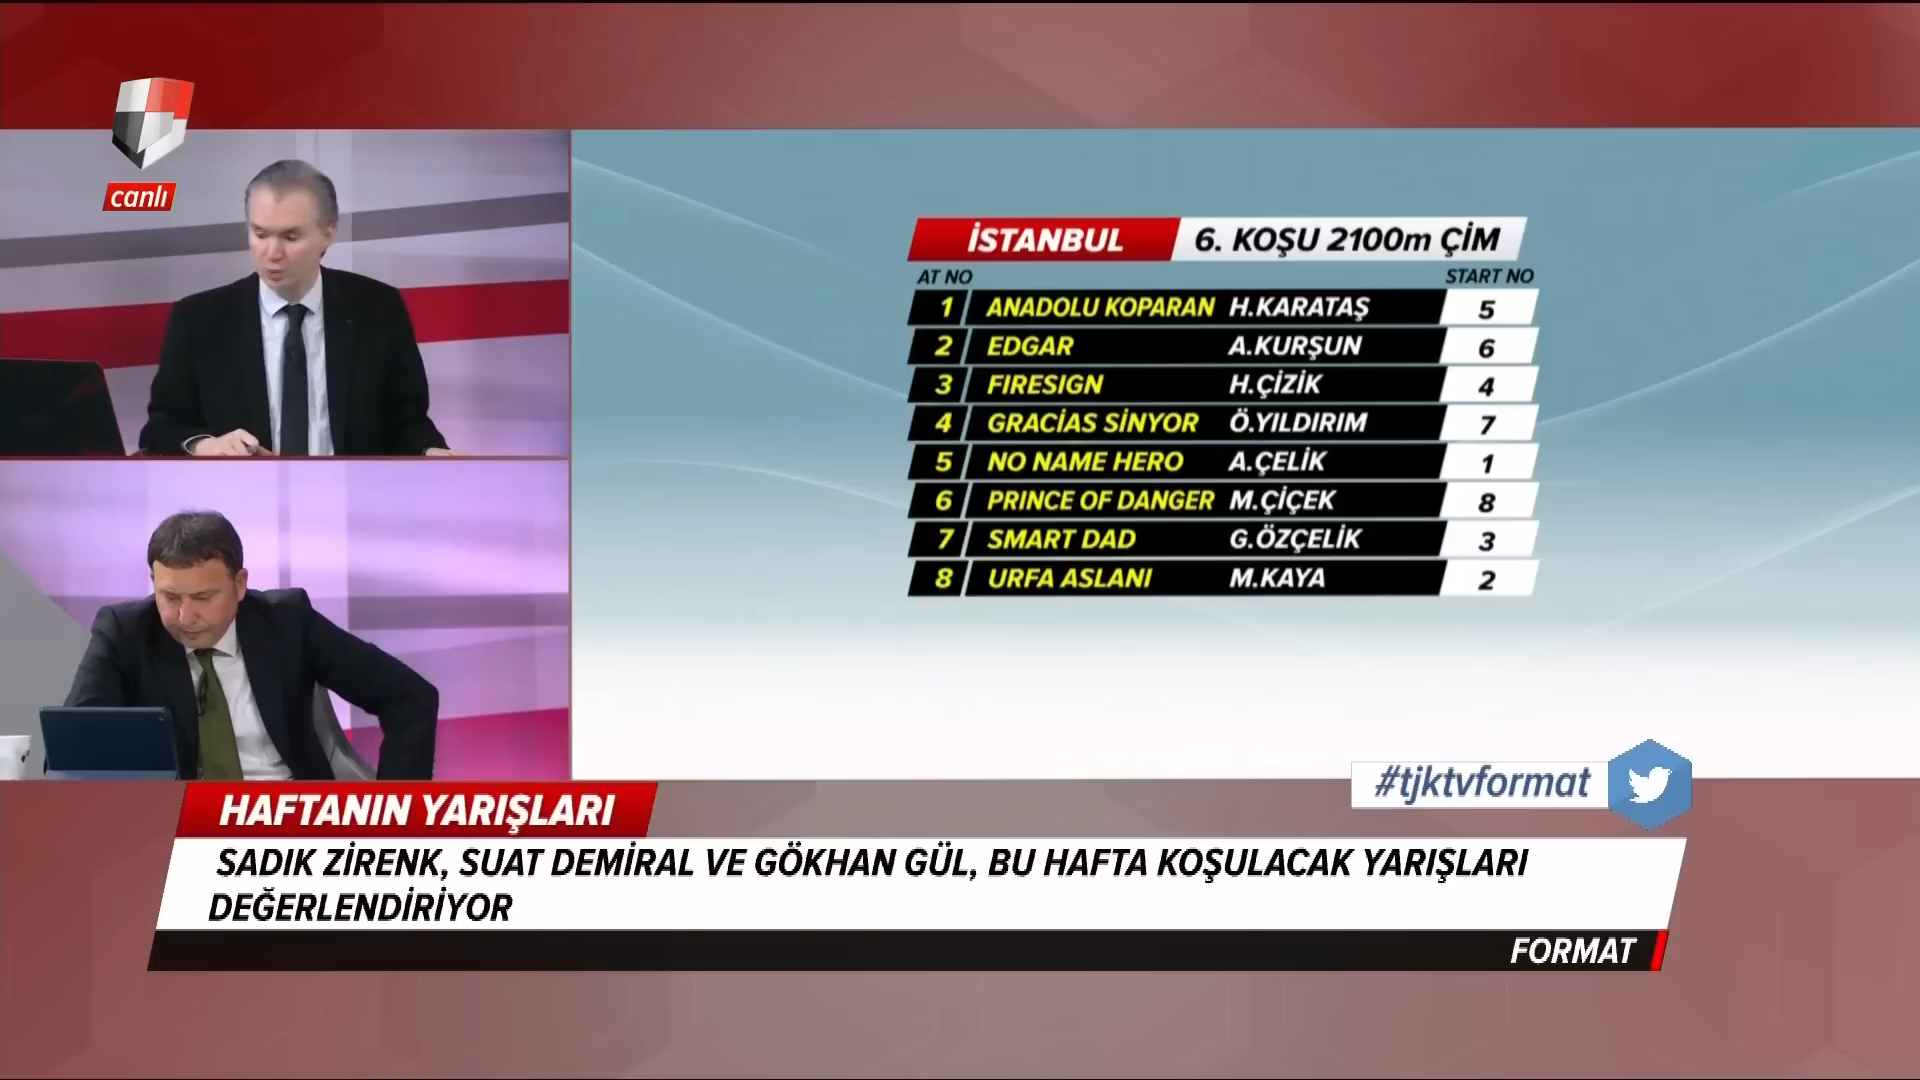 canlı
İSTANBUL 6. KOŞU 2100m ÇİM
AT NO START NO
1 ANADOLU KOPARAN H.KARATAŞ 5
2 EDGAR A.KURŞUN 6
3 FIRESIGN H.ÇİZİK 4
4 GRACİAS SİNYOR Ö.YILDIRIM 7
5 NO NAME HERO A.ÇELİK 1
6 PRINCE OF DANGER M.ÇİÇEK 8
7 SMART DAD G.ÖZÇELİK 3
8 URFA ASLANI M.KAYA 2
#tjktvformat
HAFTANIN YARIŞLARI
SADIK ZİRENK, SUAT DEMİRAL VE GÖKHAN GÜL, BU HAFTA KOŞULACAK YARIŞLARI
DEĞERLENDİRİYOR
FORMAT